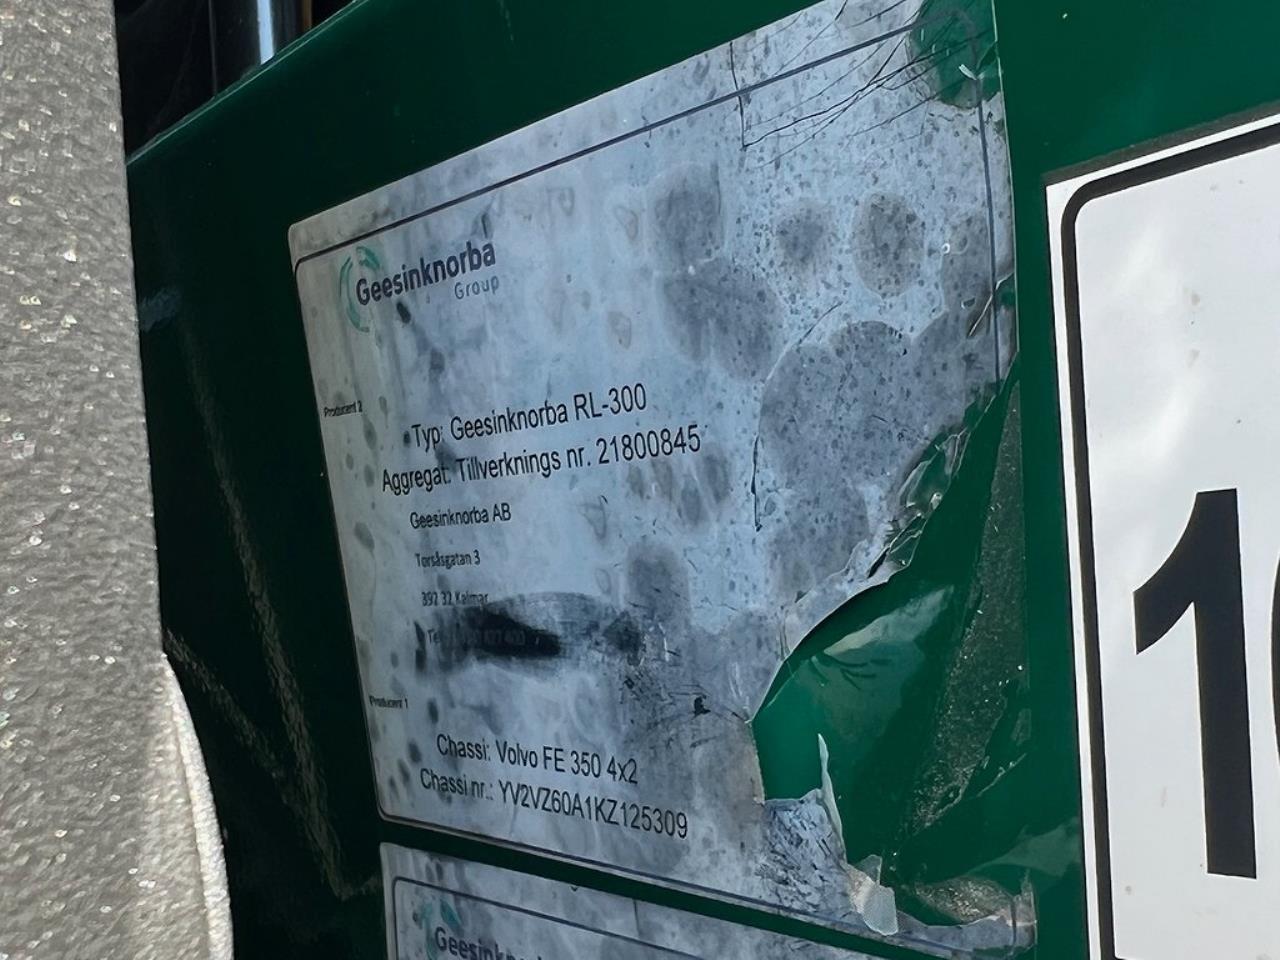 Geesinknorba
Group
Producent 2
Typ: Geesinknorba RL-300
Aggregat: Tillverknings nr. 21800845
Geesinknorba AB
Torsåsgatan 3
392 32 Kalmar
Producent 1
Chassi: Volvo FE 350 4x2
Chassi nr.: YV2VZ60A1KZ125309
1